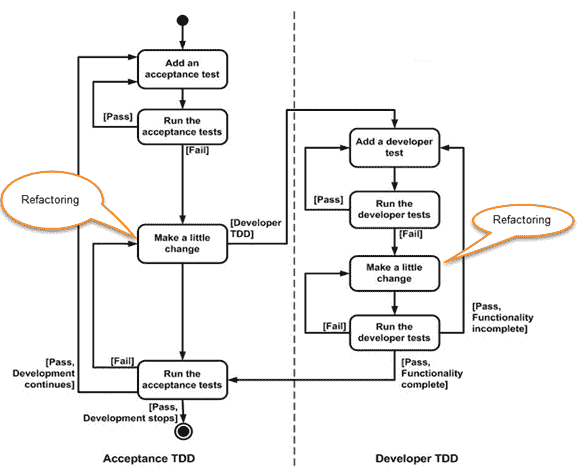 Add an
acceptance test
[Pass]
Run the
acceptance tests
[Fail]
Refactoring
Make a little
change
[Developer
TDD]
[Fail]
[Pass,
Development
continues]
Run the
acceptance tests
[Pass,
Development stops]
Acceptance TDD
Add a developer
test
[Pass]
Run the
developer tests
[Fail]
Refactoring
Make a little
change
[Fail]
Run the
developer tests
[Pass,
Functionality
incomplete]
[Pass,
Functionality
complete]
Developer TDD